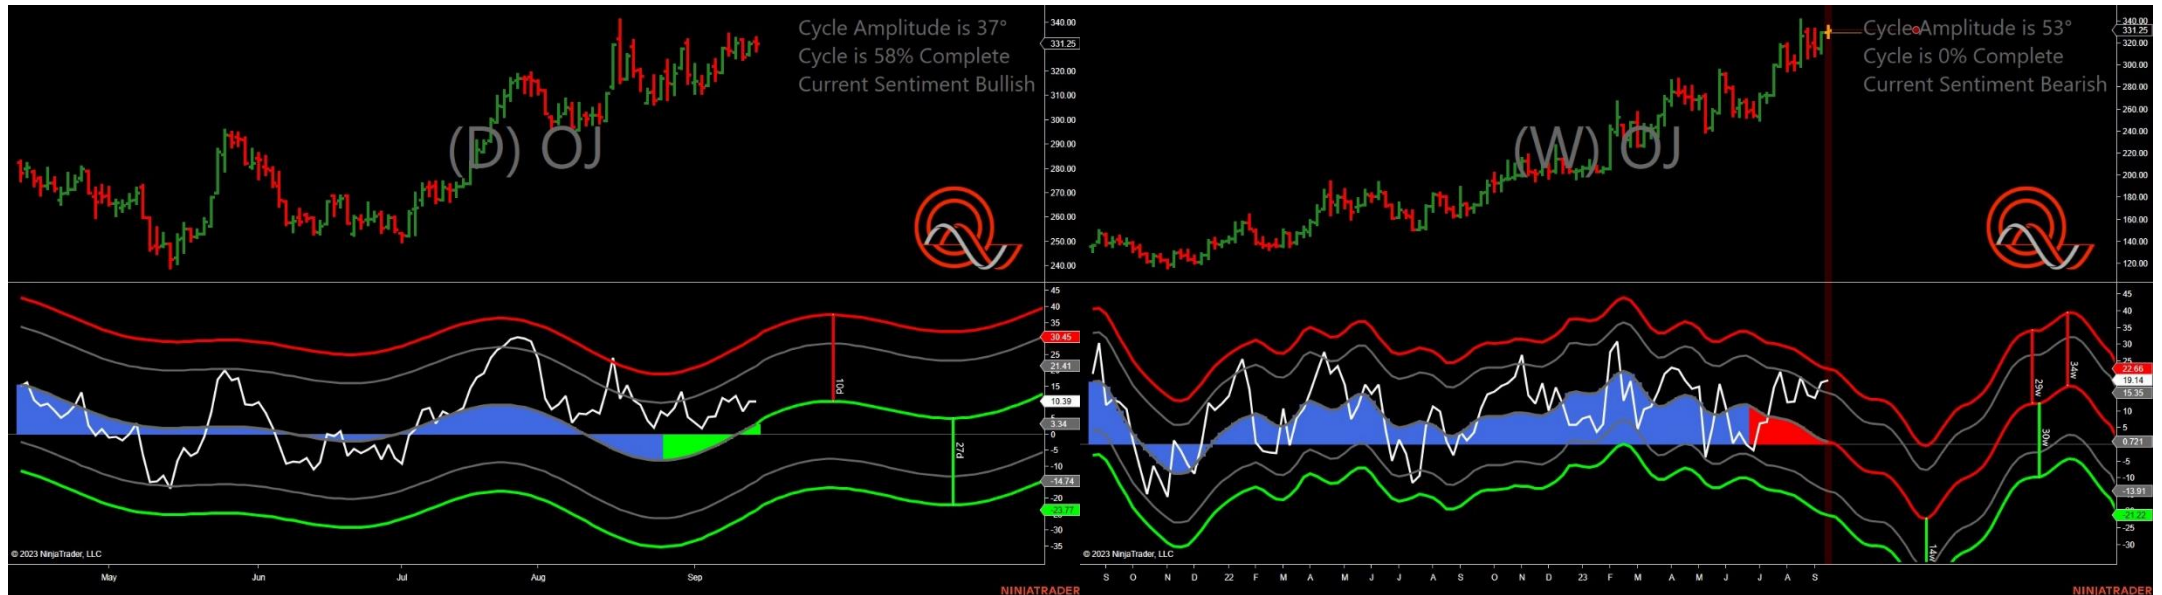 Cycle Amplitude is 37°
Cycle is 58% Complete
Current Sentiment Bullish
(D) OJ
340.00
331.25
320.00
310.00
300.00
290.00
280.00
270.00
260.00
250.00
240.00
45
40
35
30.45
25
21.41
15
10.39
5
3.34
0
-5
-10
-14.74
-20
-23.77
-30
-35
10d
27d
© 2023 NinjaTrader, LLC
May Jun Jul Aug Sep
NINJATRADER
Cycle Amplitude is 53°
Cycle is 0% Complete
Current Sentiment Bearish
(W) OJ
340.00
331.25
320.00
300.00
280.00
260.00
240.00
220.00
200.00
180.00
160.00
140.00
120.00
45
40
35
30
25
22.66
19.14
15.35
10
5
0.721
-5
-10
-13.91
-21.22
-25
-30
29w
34w
30w
14w
© 2023 NinjaTrader, LLC
S O N D 22 F M A M J J A S O N D 23 F M A M J J A S
NINJATRADER